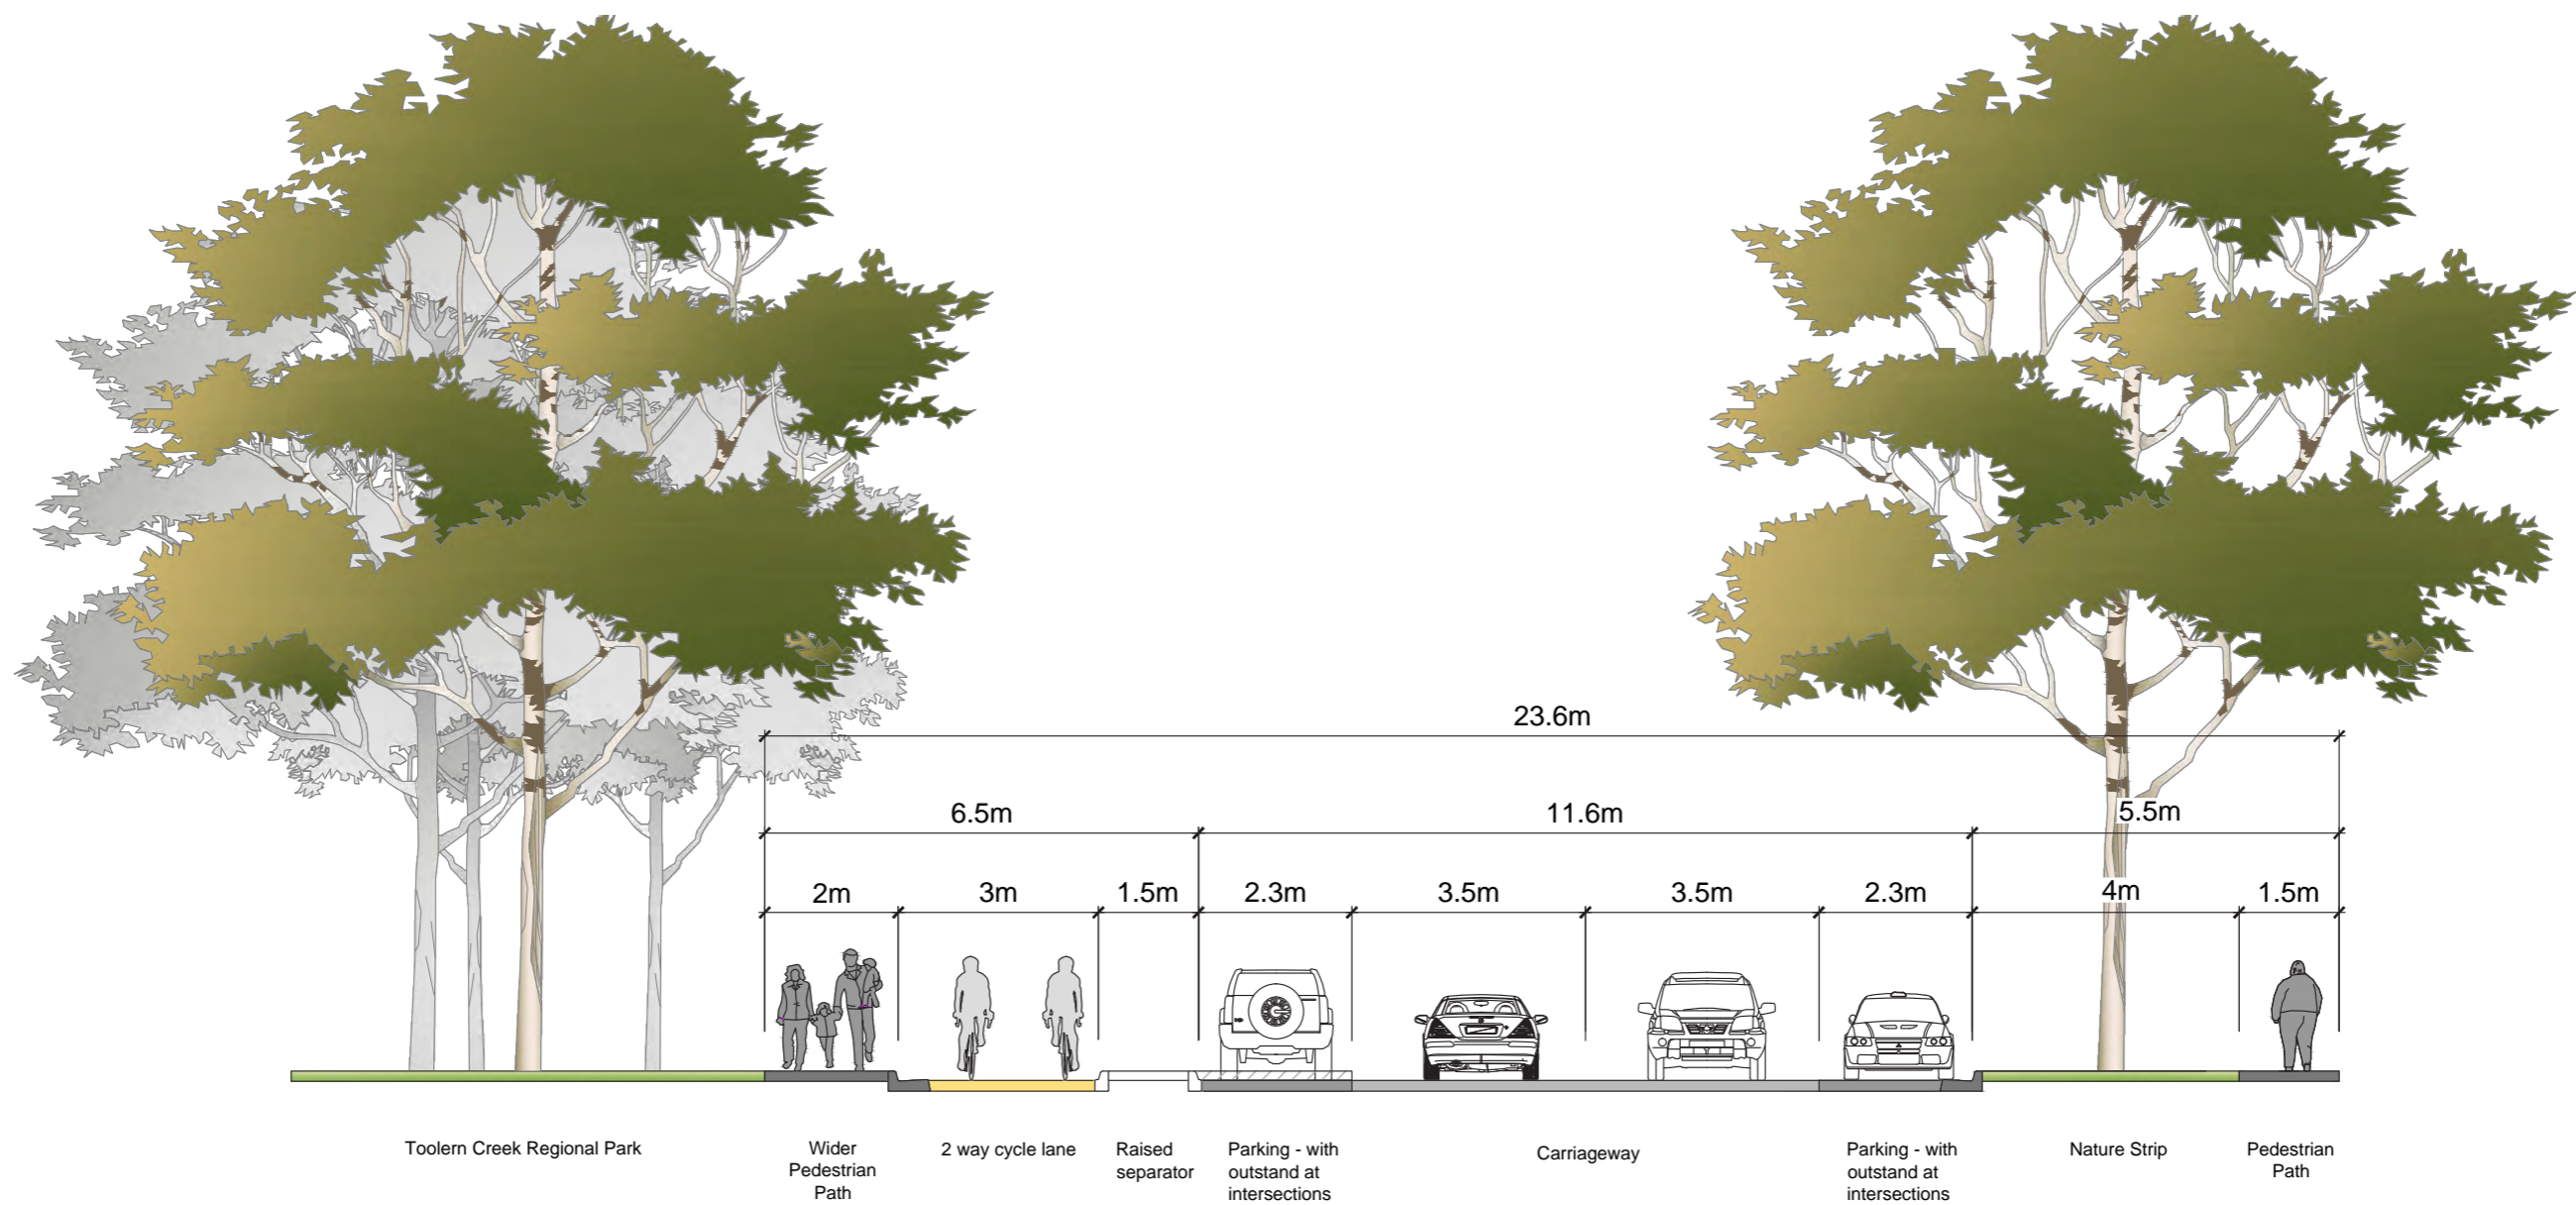 23.6m
6.5m
11.6m
5.5m
2m
3m
1.5m
2.3m
3.5m
3.5m
2.3m
4m
1.5m
Toolern Creek Regional Park
Wider
Pedestrian
Path
2 way cycle lane
Raised
separator
Parking - with
outstand at
intersections
Carriageway
Parking - with
outstand at
intersections
Nature Strip
Pedestrian
Path